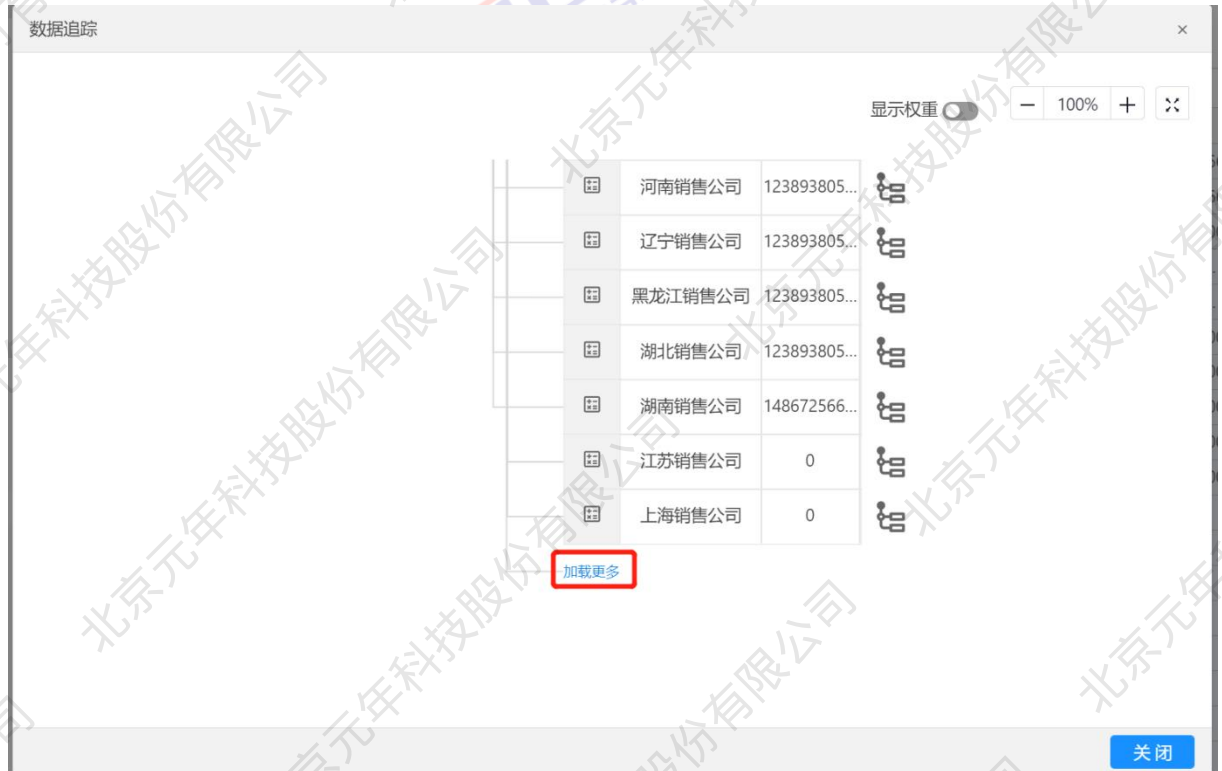 数据追踪
显示权重
100%
河南销售公司 123893805...
辽宁销售公司 123893805...
黑龙江销售公司 123893805...
湖北销售公司 123893805...
湖南销售公司 148672566...
江苏销售公司 0
上海销售公司 0
加载更多
关闭
北京元年科技股份有限公司